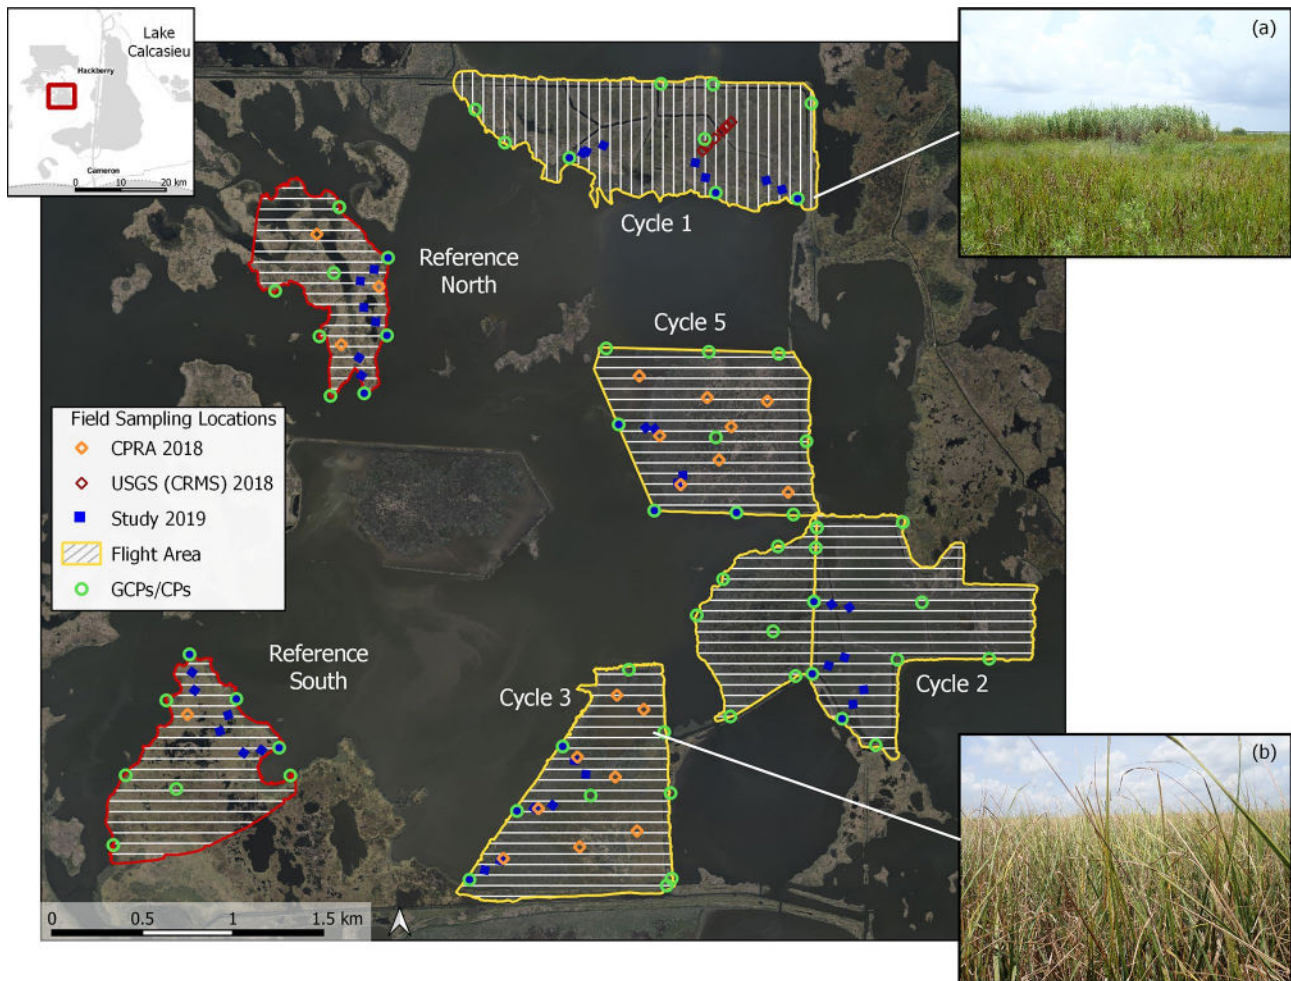 Lake
Calcasieu
Hackberry
Cameron
0 10 20 km
(a)
Cycle 1
Reference
North
Cycle 5
Field Sampling Locations
CPRA 2018
USGS (CRMS) 2018
Study 2019
Flight Area
GCPs/CPs
Reference
South
Cycle 3
Cycle 2
(b)
0 0.5 1 1.5 km